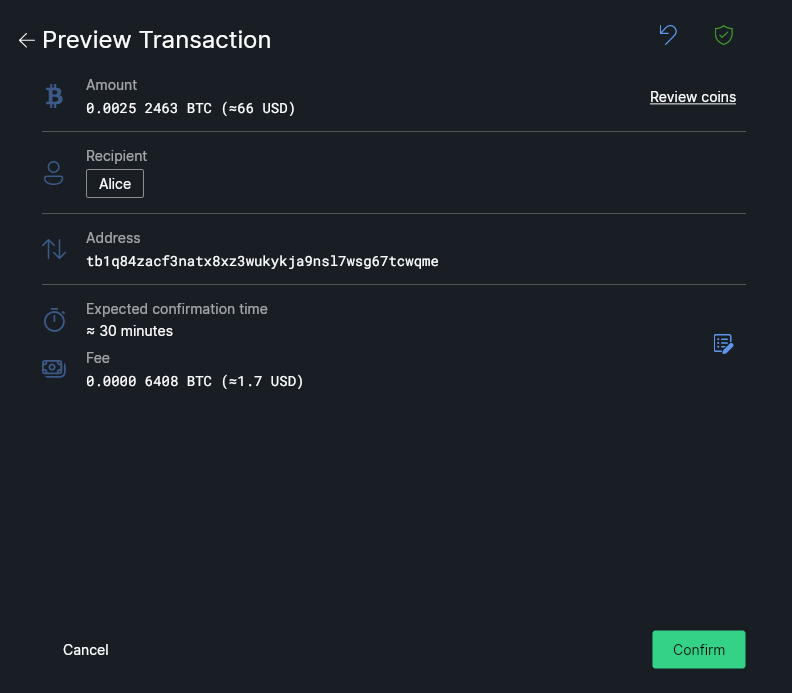 Preview Transaction
Amount
0.0025 2463 BTC (≈66 USD)
Review coins
Recipient
Alice
Address
tb1q84zacf3natx8xz3wukykja9nsl7wsg67tcwqme
Expected confirmation time
≈ 30 minutes
Fee
0.0000 6408 BTC (≈1.7 USD)
Cancel
Confirm